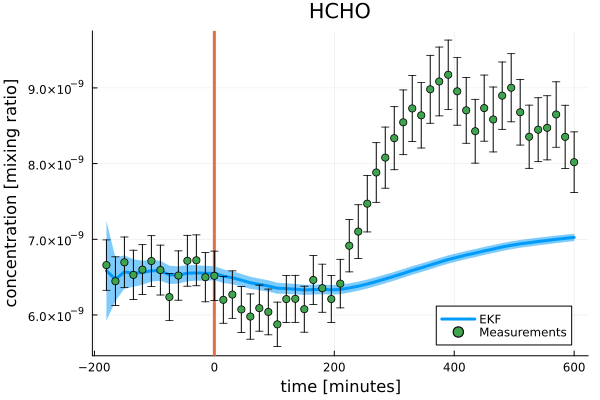 HCHO
concentration [mixing ratio]
9.0×10⁻⁹
8.0×10⁻⁹
7.0×10⁻⁹
6.0×10⁻⁹
EKF
Measurements
−200 0 200 400 600
time [minutes]